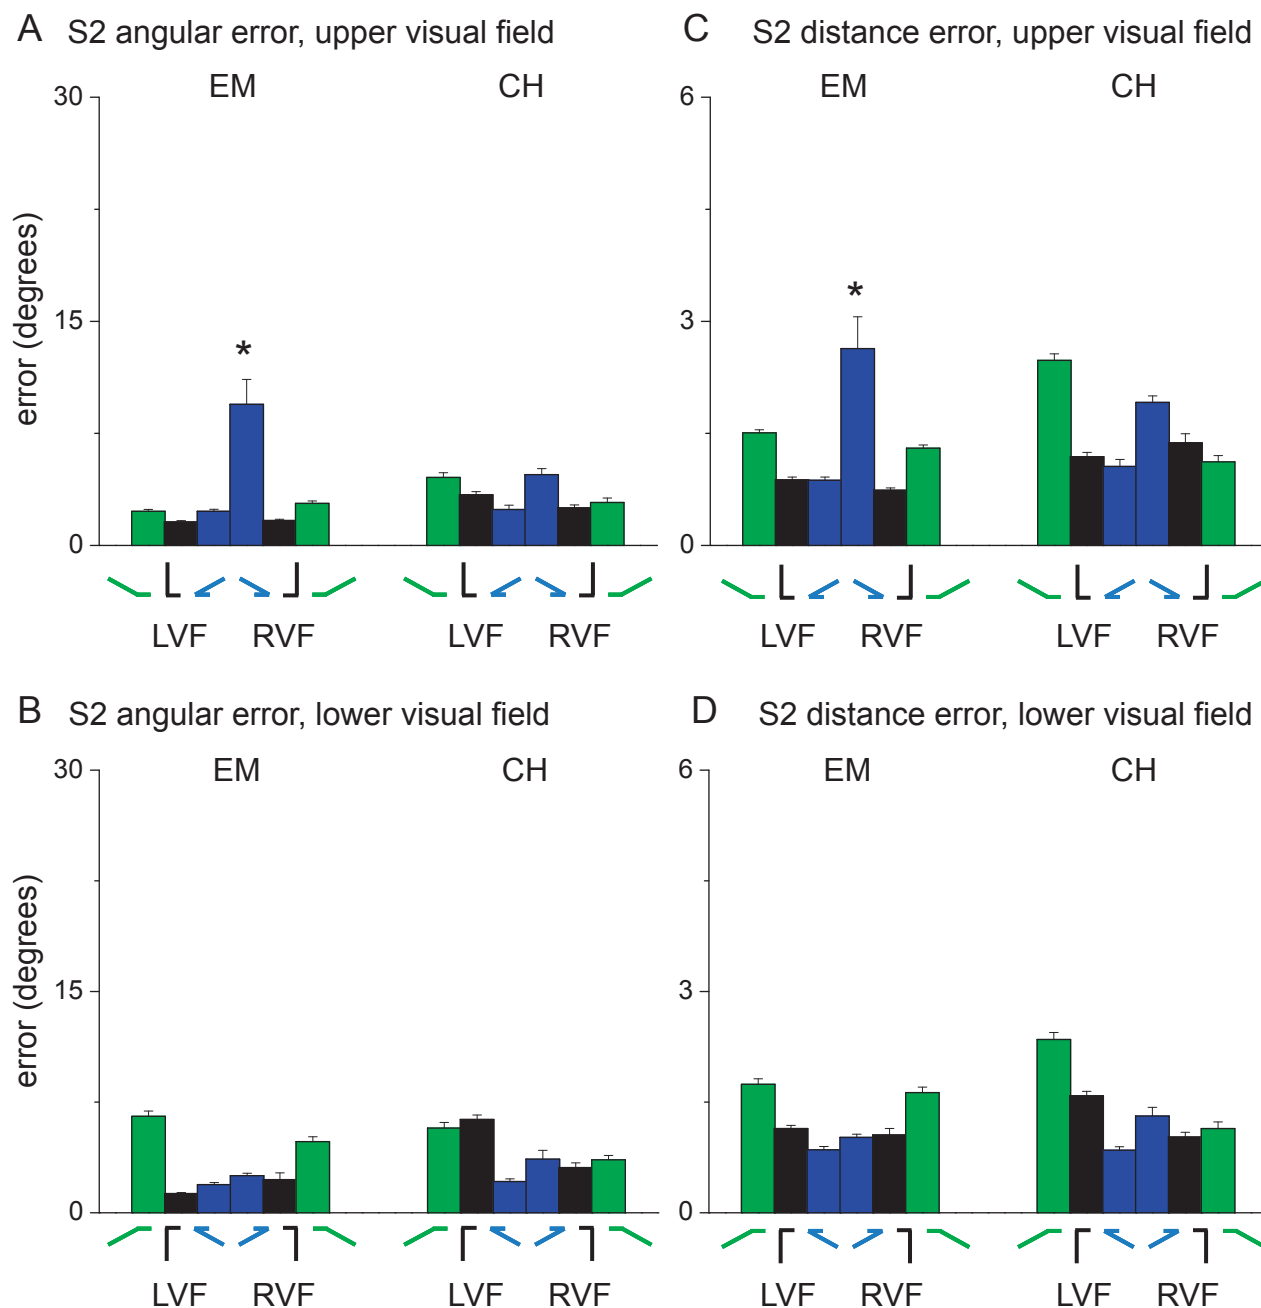 A S2 angular error, upper visual field
EM CH
30
15
0
error (degrees)
*
LVF RVF LVF RVF
C S2 distance error, upper visual field
EM CH
6
3
0
*
LVF RVF LVF RVF
B S2 angular error, lower visual field
EM CH
30
15
0
error (degrees)
LVF RVF LVF RVF
D S2 distance error, lower visual field
EM CH
6
3
0
LVF RVF LVF RVF